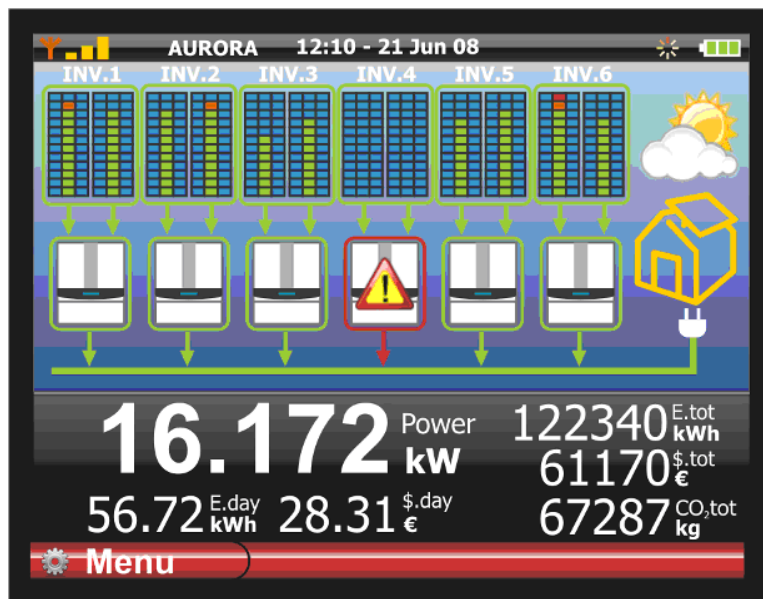 AURORA 12:10 - 21 Jun 08
INV.1 INV.2 INV.3 INV.4 INV.5 INV.6
!
16.172 Power kW
122340 E.tot kWh
61170 $.tot €
56.72 E.day kWh 28.31 $.day €
67287 CO₂tot kg
Menu